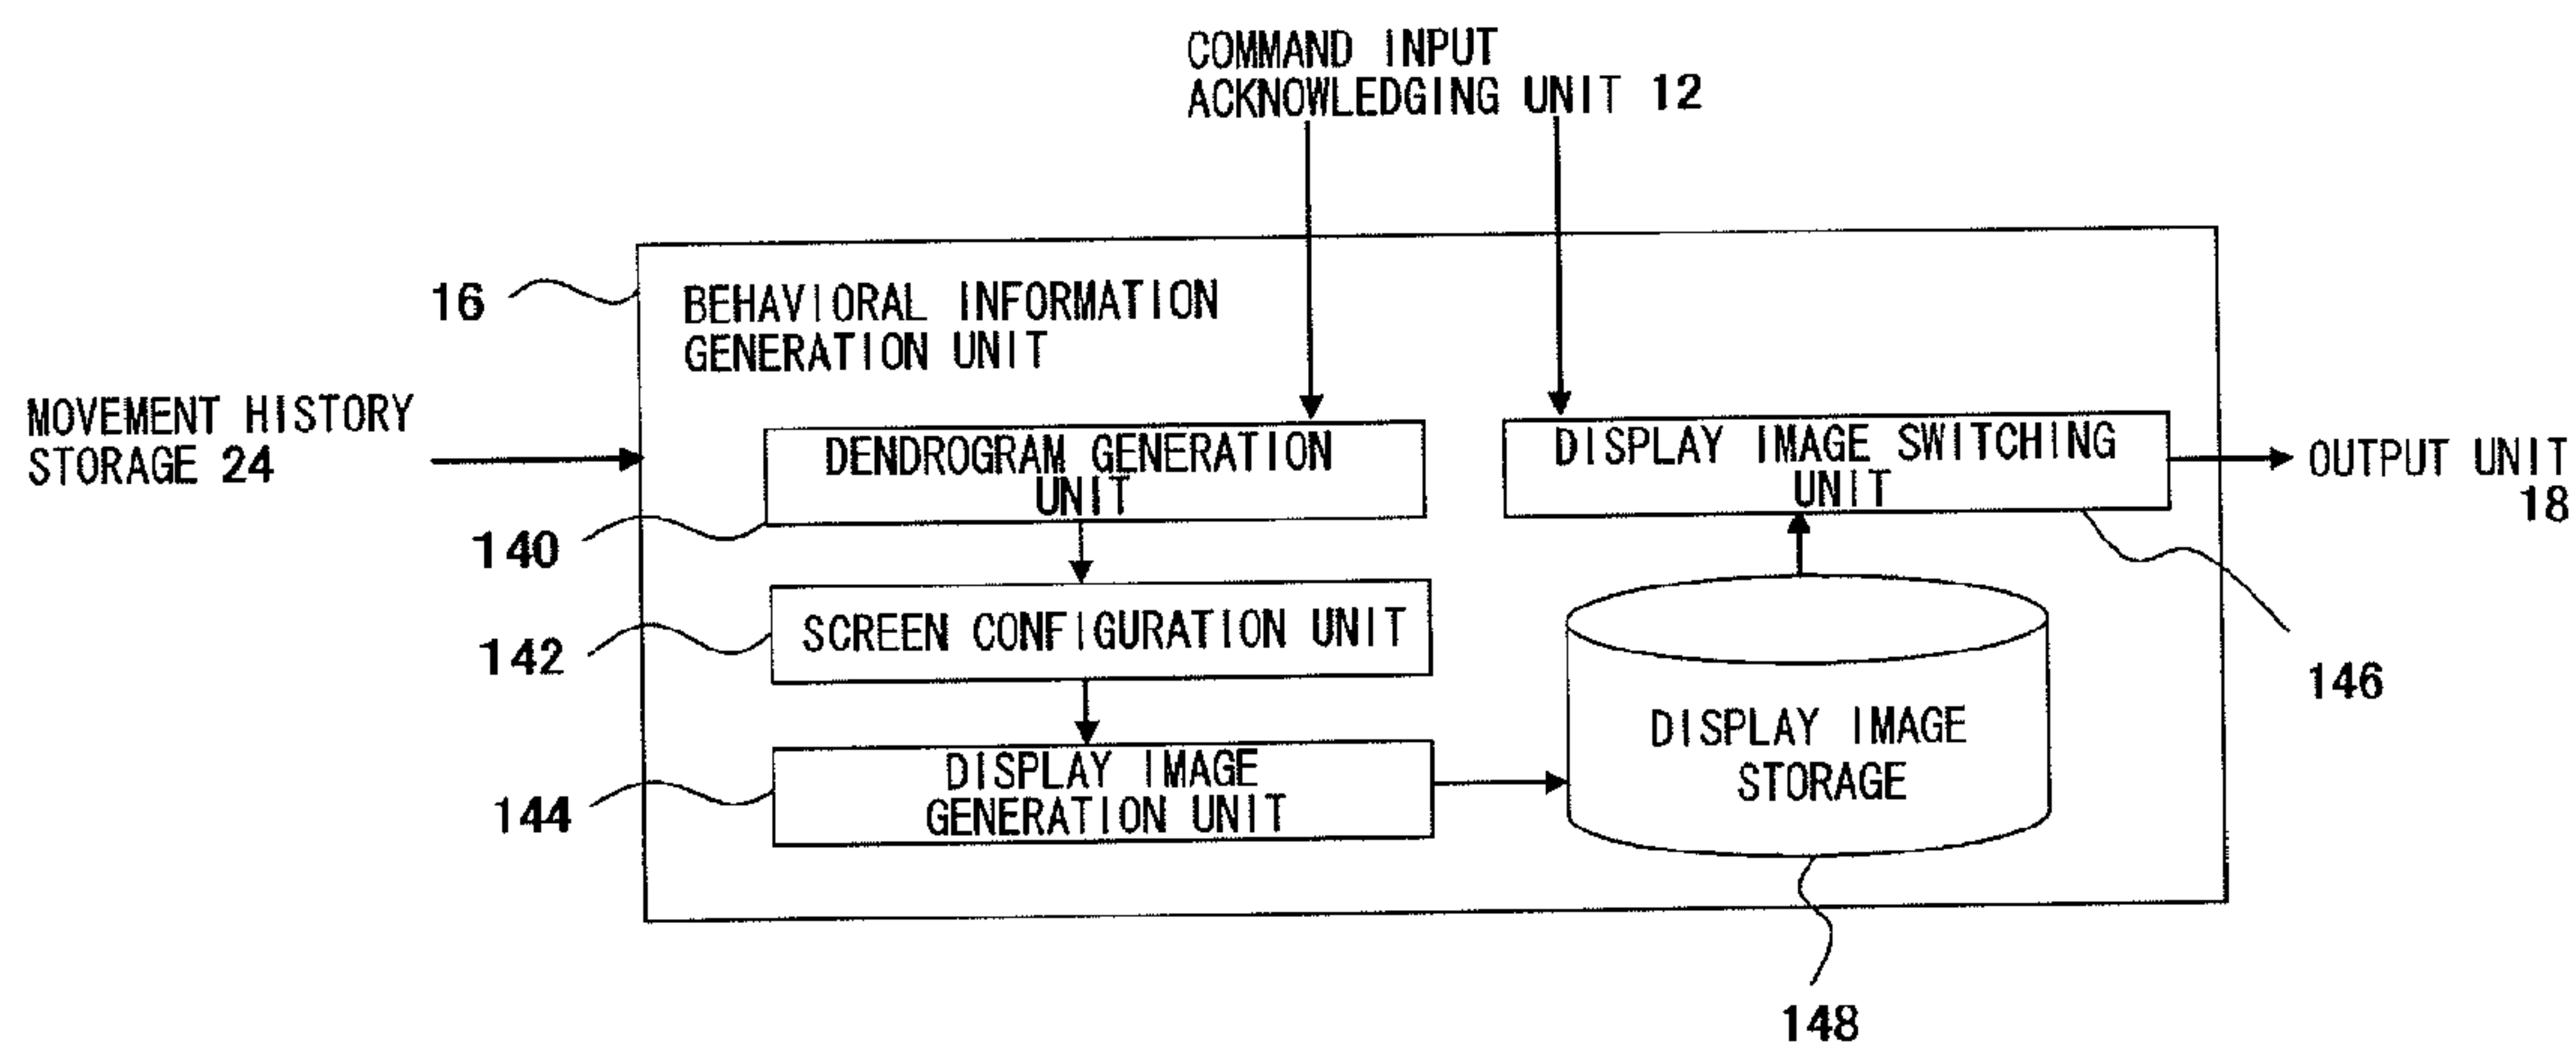 COMMAND INPUT
ACKNOWLEDGING UNIT 12
16
BEHAVIORAL INFORMATION
GENERATION UNIT
MOVEMENT HISTORY
STORAGE 24
DENDROGRAM GENERATION
UNIT
DISPLAY IMAGE SWITCHING
UNIT
OUTPUT UNIT
18
140
SCREEN CONFIGURATION UNIT
142
146
DISPLAY IMAGE
GENERATION UNIT
144
DISPLAY IMAGE
STORAGE
148